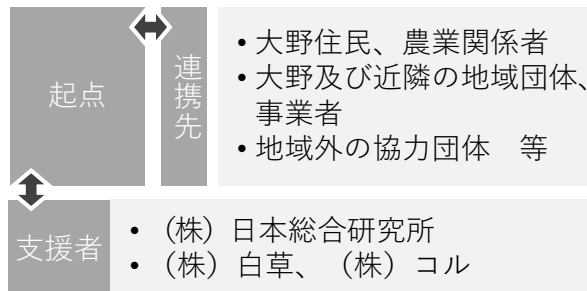 起点
連携先
• 大野住民、農業関係者
• 大野及び近隣の地域団体、
事業者
• 地域外の協力団体　等
支援者
• （株）日本総合研究所
• （株）白草、（株）コル